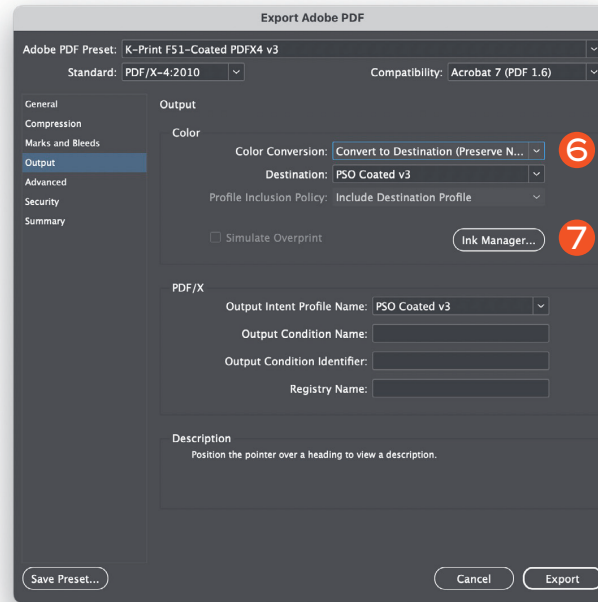 Export Adobe PDF
Adobe PDF Preset: K-Print F51-Coated PDFX4 v3
Standard: PDF/X-4:2010 Compatibility: Acrobat 7 (PDF 1.6)
General
Compression
Marks and Bleeds
Output
Advanced
Security
Summary
Output
Color
Color Conversion: Convert to Destination (Preserve N... 6
Destination: PSO Coated v3
Profile Inclusion Policy: Include Destination Profile
Simulate Overprint Ink Manager... 7
PDF/X
Output Intent Profile Name: PSO Coated v3
Output Condition Name:
Output Condition Identifier:
Registry Name:
Description
Position the pointer over a heading to view a description.
Save Preset... Cancel Export